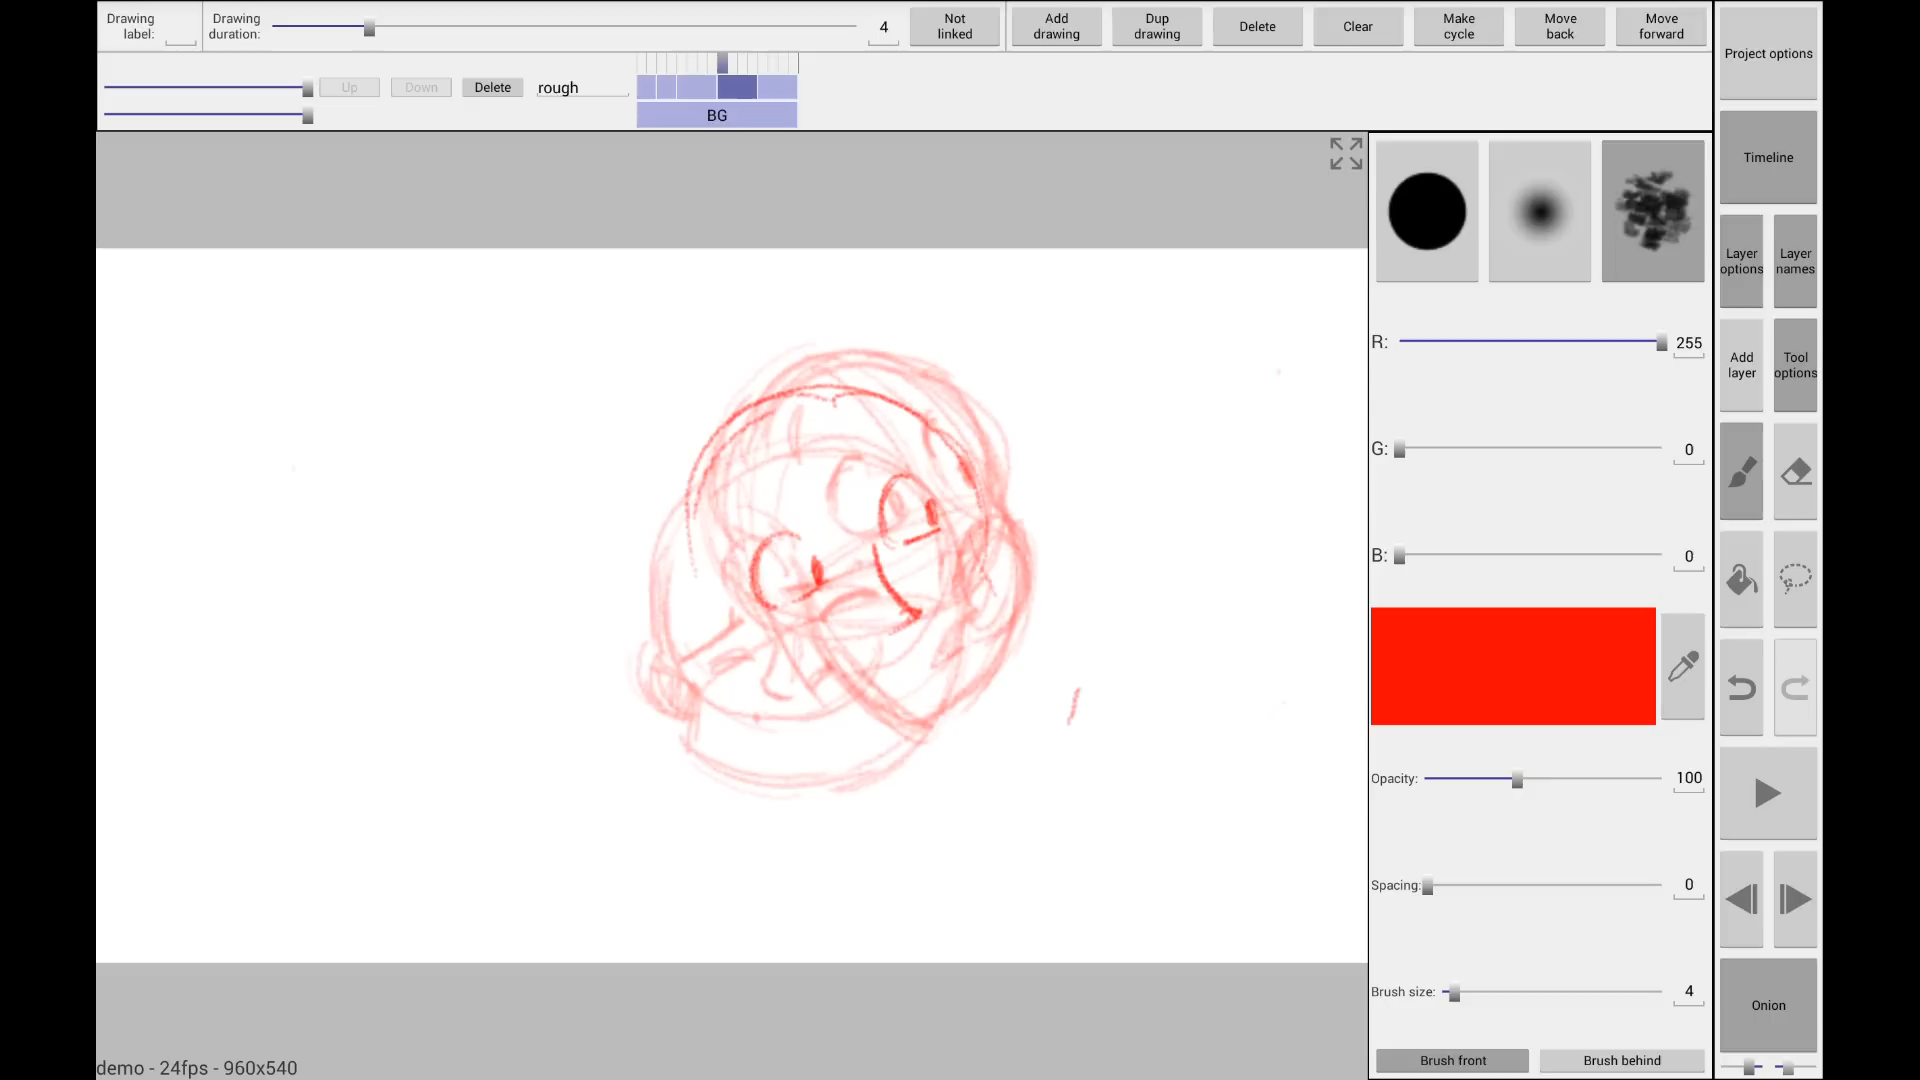 Drawing
label:
Drawing
duration:
4
Not
linked
Add
drawing
Dup
drawing
Delete
Clear
Make
cycle
Move
back
Move
forward
Up
Down
Delete
rough
BG
Project options
Timeline
Layer
options
Layer
names
Add
layer
Tool
options
R:
255
G:
0
B:
0
Opacity:
100
Spacing:
0
Brush size:
4
Brush front
Brush behind
Onion
demo - 24fps - 960x540